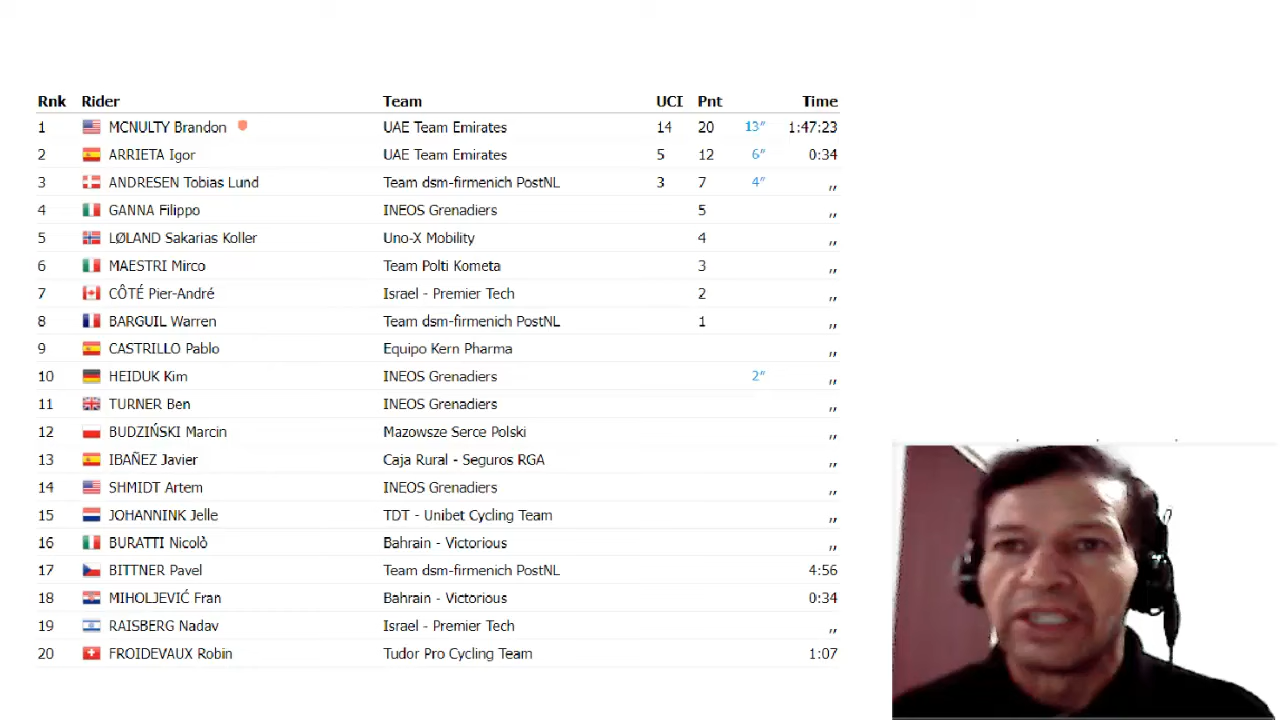 Rnk Rider Team UCI Pnt Time
1 MCNULTY Brandon UAE Team Emirates 14 20 13″ 1:47:23
2 ARRIETA Igor UAE Team Emirates 5 12 6″ 0:34
3 ANDRESEN Tobias Lund Team dsm-firmenich PostNL 3 7 4″ ,,
4 GANNA Filippo INEOS Grenadiers 5 ,,
5 LØLAND Sakarias Koller Uno-X Mobility 4 ,,
6 MAESTRI Mirco Team Polti Kometa 3 ,,
7 CÔTÉ Pier-André Israel - Premier Tech 2 ,,
8 BARGUIL Warren Team dsm-firmenich PostNL 1 ,,
9 CASTRILLO Pablo Equipo Kern Pharma ,,
10 HEIDUK Kim INEOS Grenadiers 2″ ,,
11 TURNER Ben INEOS Grenadiers ,,
12 BUDZIŃSKI Marcin Mazowsze Serce Polski ,,
13 IBAÑEZ Javier Caja Rural - Seguros RGA ,,
14 SHMIDT Artem INEOS Grenadiers ,,
15 JOHANNINK Jelle TDT - Unibet Cycling Team ,,
16 BURATTI Nicolò Bahrain - Victorious ,,
17 BITTNER Pavel Team dsm-firmenich PostNL 4:56
18 MIHOLJEVIĆ Fran Bahrain - Victorious 0:34
19 RAISBERG Nadav Israel - Premier Tech ,,
20 FROIDEVAUX Robin Tudor Pro Cycling Team 1:07